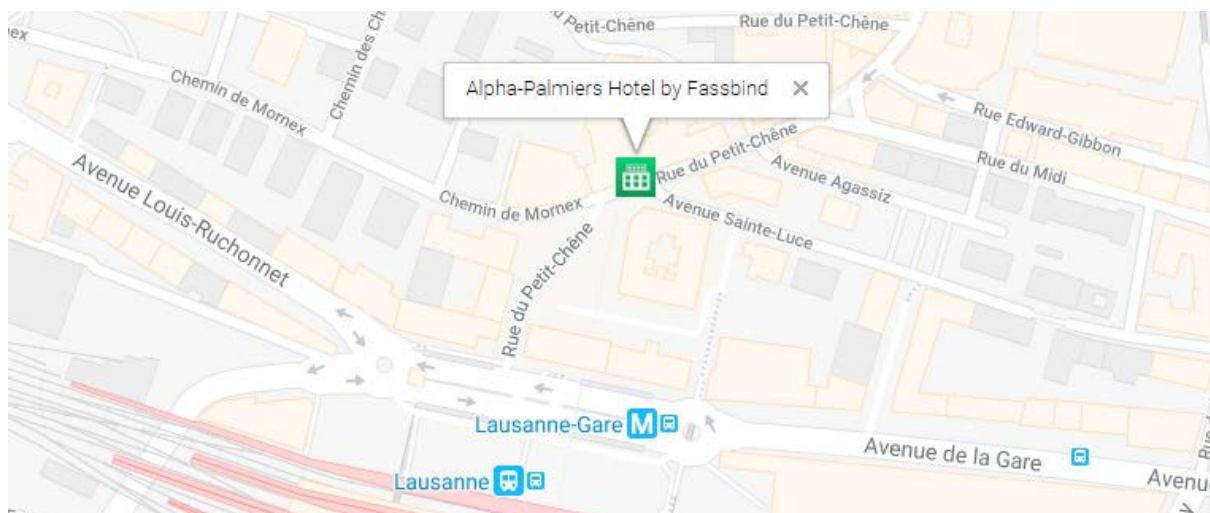 Petit-Chêne
Rue du Petit-Chêne
ex
Chemin des Ch
Alpha-Palmiers Hotel by Fassbind
Chemin de Mornex
Rue Edward-Gibbon
Rue du Petit-Chêne
Rue du Midi
Avenue Louis-Ruchonnet
Avenue Agassiz
Chemin de Mornex
Avenue Sainte-Luce
Rue du Petit-Chêne
Lausanne-Gare M
Avenue de la Gare
Lausanne
Avenu